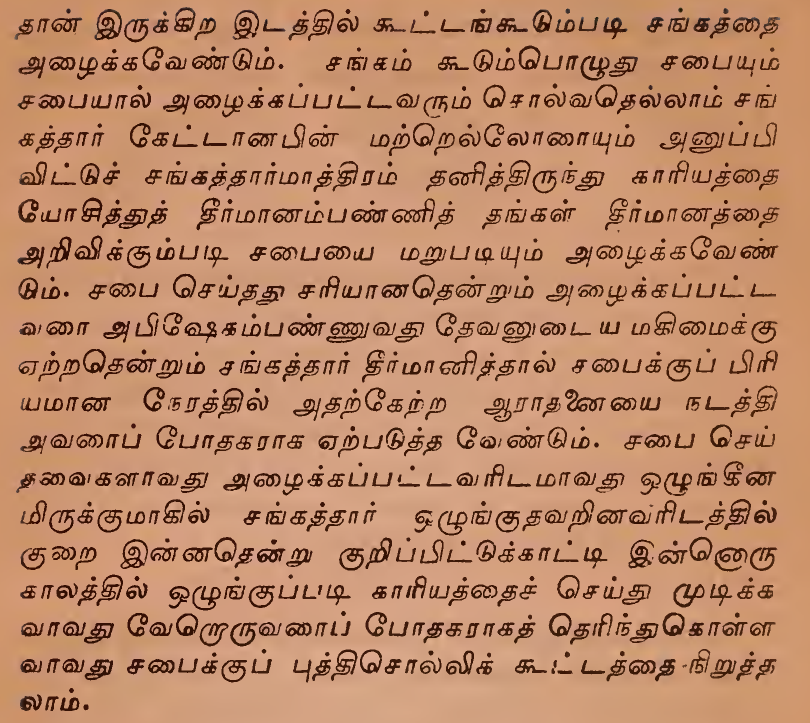 தான் இருக்கிற இடத்தில் கூட்டங்கூடும்படி சங்கத்தை
அழைக்கவேண்டும். சங்கம் கூடும்பொழுது சபையும்
சபையால் அழைக்கப்பட்டவரும் சொல்வதெல்லாம் சங்
கத்தார் கேட்டானபின் மற்றெல்லோரையும் அனுப்பி
விட்டுச் சங்கத்தார்மாத்திரம் தனித்திருந்து காரியத்தை
யோசித்துத் தீர்மானம்பண்ணித் தங்கள் தீர்மானத்தை
அறிவிக்கும்படி சபையை மறுபடியும் அழைக்கவேண்
டும். சபை செய்தது சரியானதென்றும் அழைக்கப்பட்ட
வரை அபிஷேகம்பண்ணுவது தேவனுடைய மகிமைக்கு
ஏற்றதென்றும் சங்கத்தார் தீர்மானித்தால் சபைக்குப் பிரி
யமான நேரத்தில் அதற்கேற்ற ஆராதனையை நடத்தி
அவரைப் போதகராக ஏற்படுத்த வேண்டும். சபை செய்
தவைகளாவது அழைக்கப்பட்டவரிடமாவது ஒழுங்கீன
மிருக்குமாகில் சங்கத்தார் ஒழுங்குதவறினவரிடத்தில்
குறை இன்னதென்று குறிப்பிட்டுக்காட்டி இன்னொரு
காலத்தில் ஒழுங்குப்படி காரியத்தைச் செய்து முடிக்க
வாவது வேறொருவரைப் போதகராகத் தெரிந்துகொள்ள
வாவது சபைக்குப் புத்திசொல்லிக் கூட்டத்தை நிறுத்த
லாம்.